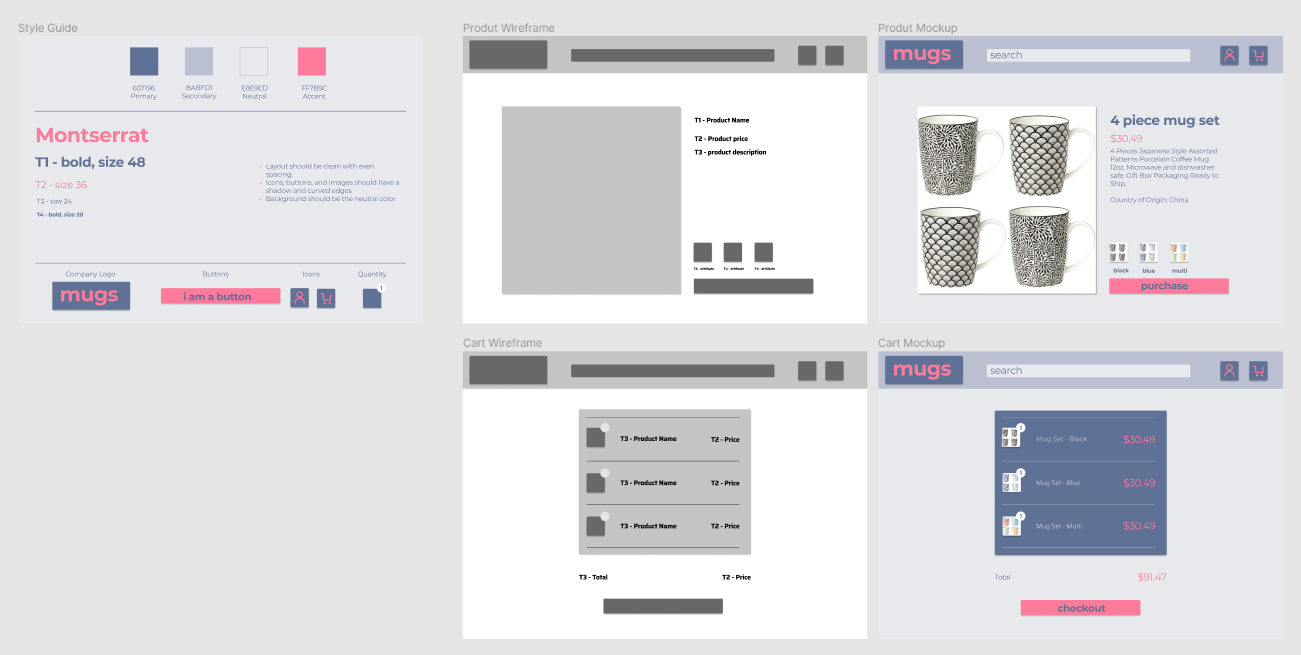 Style Guide
607196
Primary
BABFD1
Secondary
E8E9ED
Neutral
FF7B9C
Accent
Montserrat
T1 - bold, size 48
T2 - size 36
T3 - size 24
T4 - bold, size 20
• Layout should be clean with even
spacing.
• Icons, buttons, and images should have a
shadow and curved edges
• Background should be the neutral color
Company Logo
Buttons
Icons
Quantity
mugs
i am a button
1
Produt Wireframe
T1 - Product Name
T2 - Product price
T3 - product description
T4 - attribute
T4 - attribute
T4 - attribute
Produt Mockup
mugs
search
4 piece mug set
$30.49
4 Pieces Japanese Style Assorted
Patterns Porcelain Coffee Mug
12oz. Microwave and dishwasher
safe. Gift Box Packaging Ready to
Ship.
Country of Origin: China
black
blue
multi
purchase
Cart Wireframe
T3 - Product Name
T2 - Price
T3 - Product Name
T2 - Price
T3 - Product Name
T2 - Price
T3 - Total
T2 - Price
Cart Mockup
mugs
search
1
Mug Set - Black
$30.49
1
Mug Set - Blue
$30.49
1
Mug Set - Multi
$30.49
Total
$91.47
checkout